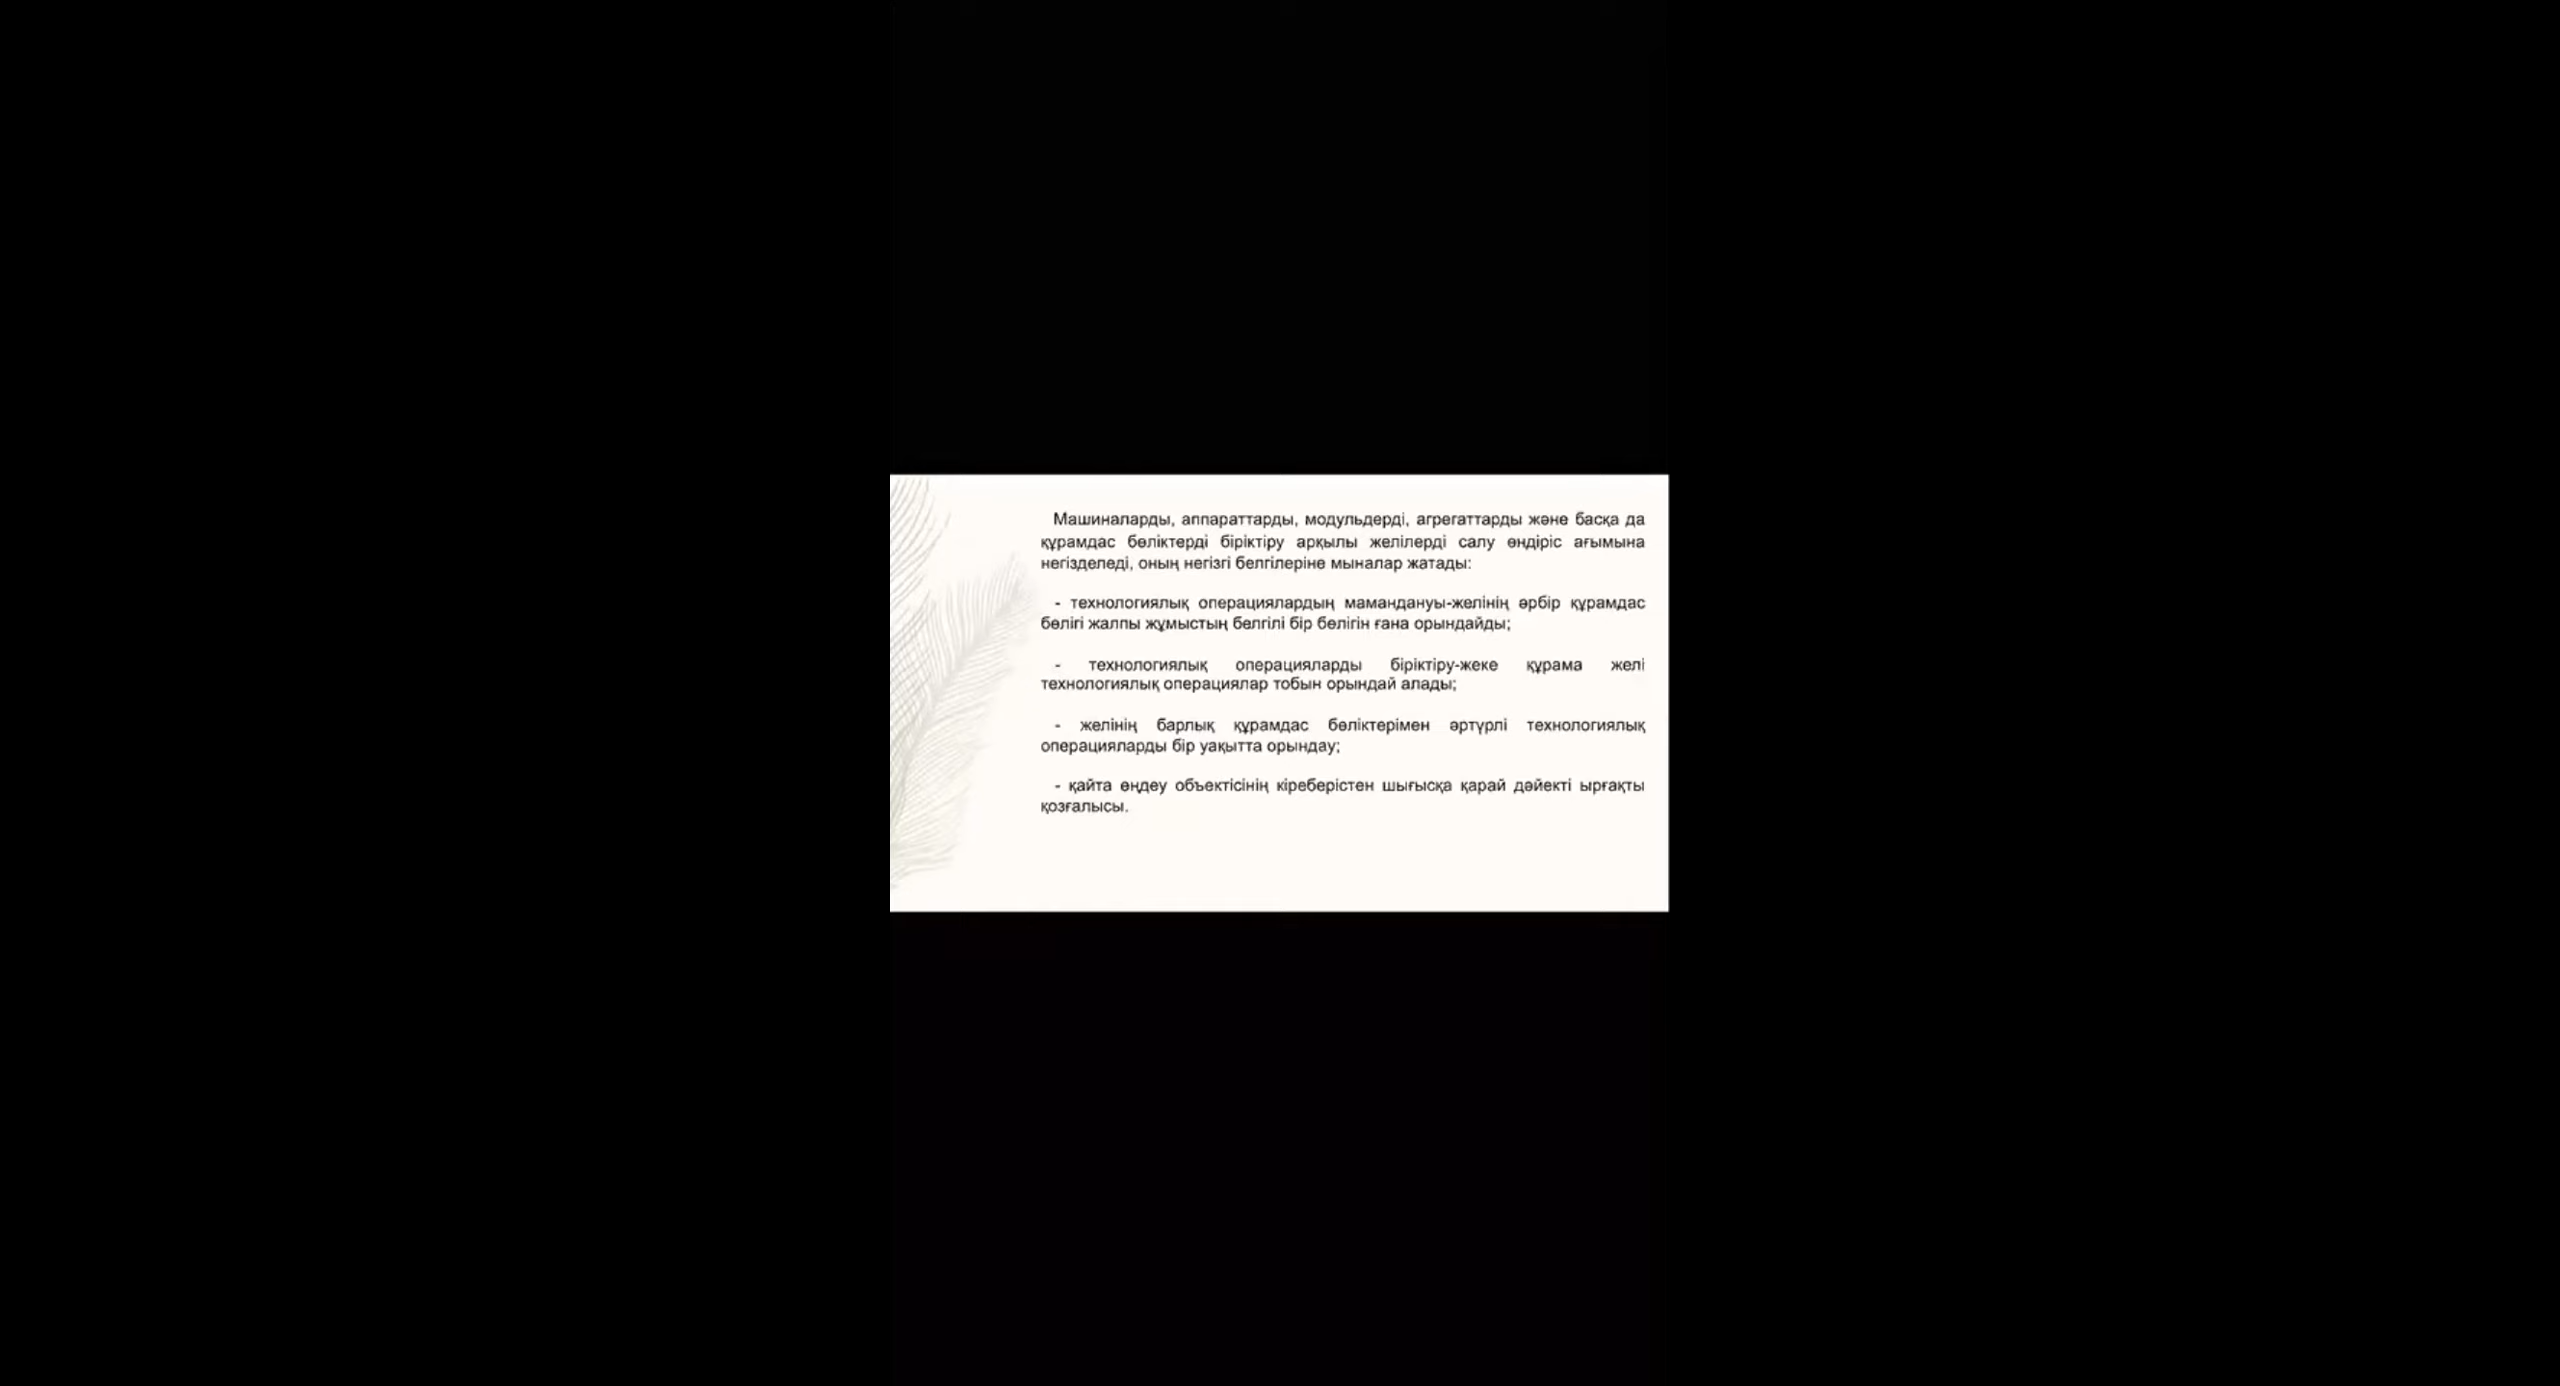 Машиналарды, аппараттарды, модульдерді, агрегаттарды және басқа да
құрамдас бөліктерді біріктіру арқылы желілерді салу өндіріс ағымына
негізделеді, оның негізгі белгілеріне мыналар жатады:
- технологиялық операциялардың мамандануы-желінің әрбір құрамдас
бөлігі жалпы жұмыстың белгілі бір бөлігін ғана орындайды;
- технологиялық операцияларды біріктіру-жеке құрама желі
технологиялық операциялар тобын орындай алады;
- желінің барлық құрамдас бөліктерімен әртүрлі технологиялық
операцияларды бір уақытта орындау;
- қайта өңдеу объектісінің кіреберістен шығысқа қарай дәйекті ырғақты
қозғалысы.